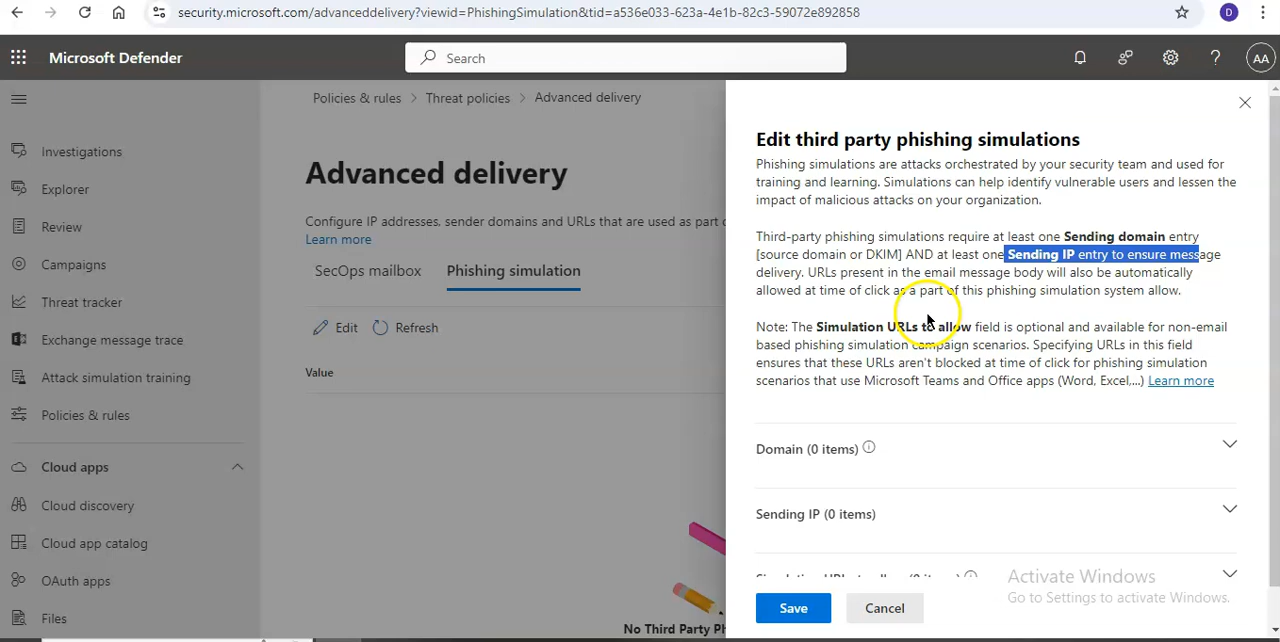 security.microsoft.com/advanceddelivery?viewid=PhishingSimulation&tid=a536e033-623a-4e1b-82c3-59072e892858
D
Microsoft Defender
Search
?
AA
Investigations
Explorer
Review
Campaigns
Threat tracker
Exchange message trace
Attack simulation training
Policies & rules
Cloud apps
Cloud discovery
Cloud app catalog
OAuth apps
Files
Policies & rules > Threat policies > Advanced delivery
Advanced delivery
Configure IP addresses. sender domains and URLs that are used as part
Learn more
SecOps mailbox
Phishing simulation
Edit
Refresh
Value
No Third Party
Edit third party phishing simulations
Phishing simulations are attacks orchestrated by your security team and used for
training and learning. Simulations can help identify vulnerable users and lessen the
impact of malicious attacks on your organization.
Third-party phishing simulations require at least one Sending domain entry
[source domain or DKIM] AND at least one Sending IP entry to ensure message
delivery. URLs present in the email message body will also be automatically
allowed at time of click as a part of this phishing simulation system allow.
Note: The Simulation URLs to allow field is optional and available for non-email
based phishing simulation campaign scenarios. Specifying URLs in this field
ensures that these URLs aren't blocked at time of click for phishing simulation
scenarios that use Microsoft Teams and Office apps (Word, Excel,...) Learn more
Domain (0 items)
Sending IP (0 items)
Save
Cancel
Activate Windows
Go to Settings to activate Windows.